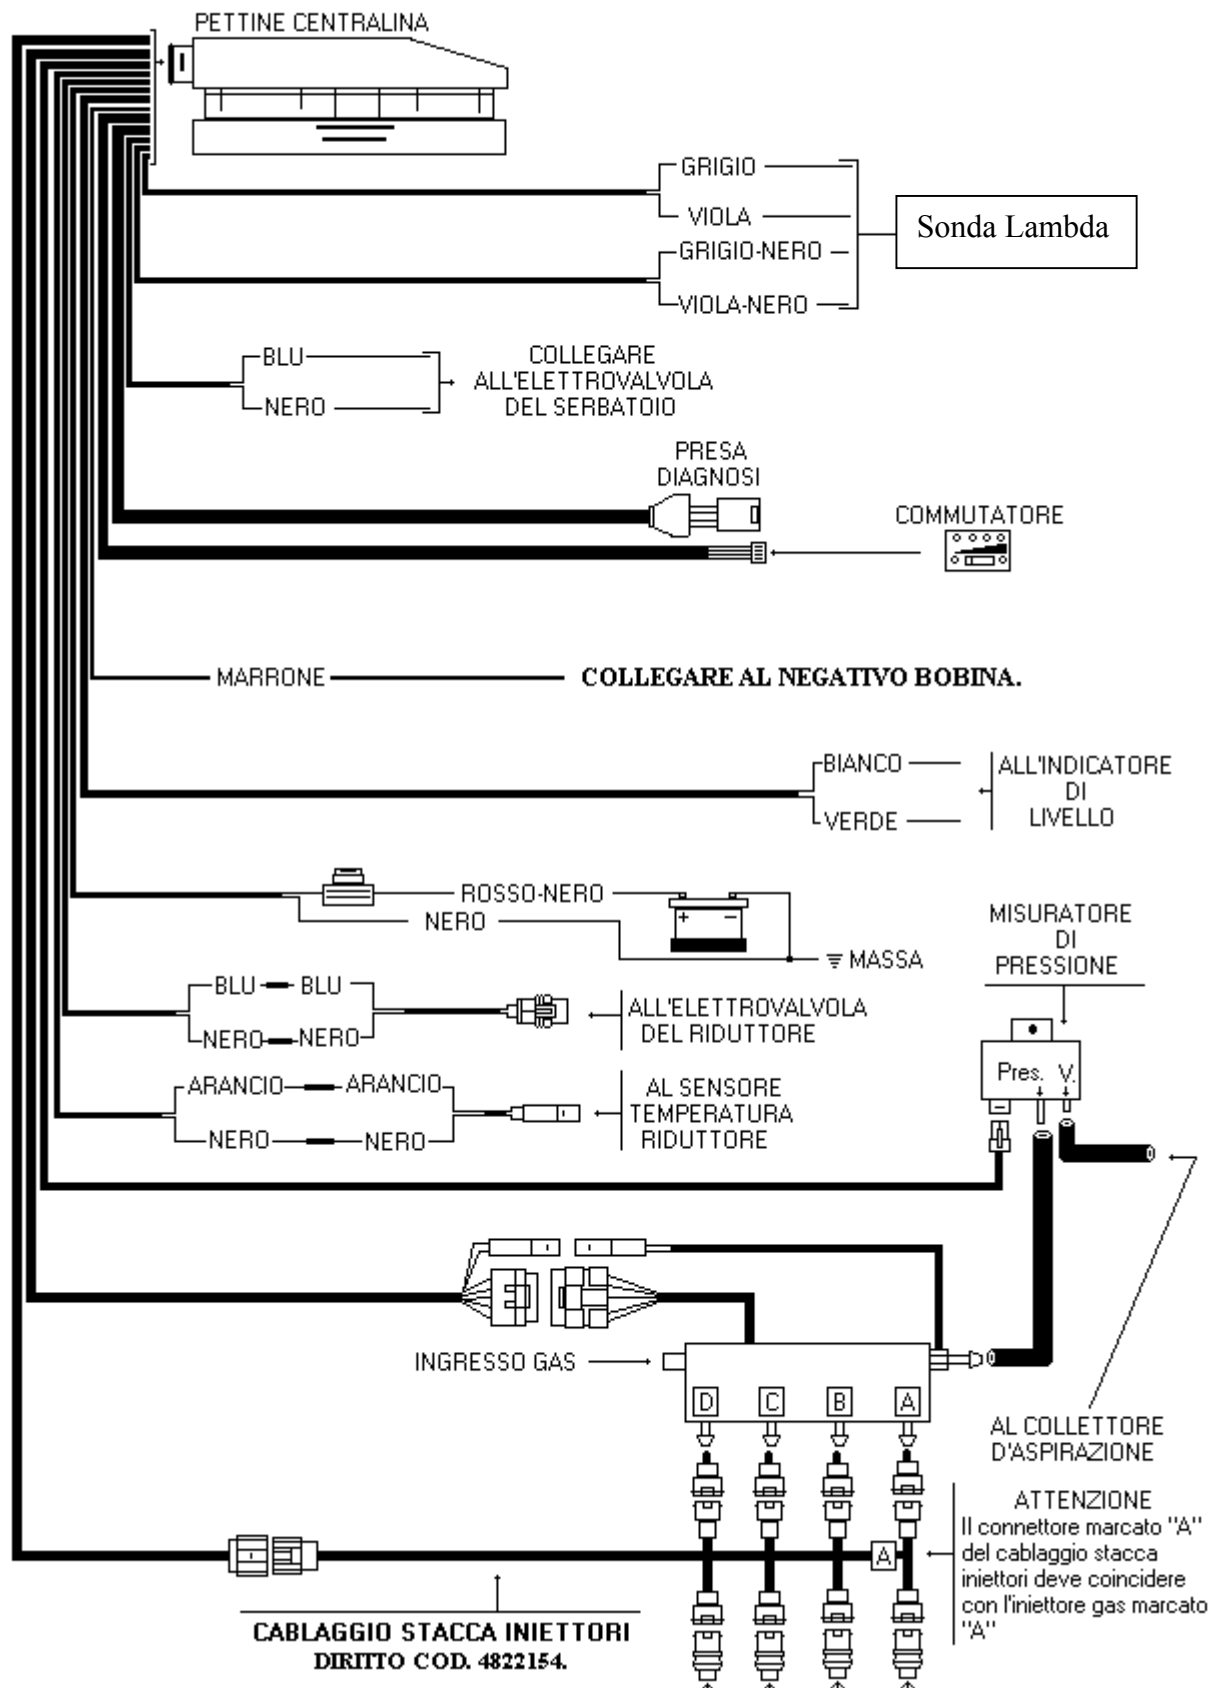 PETTINE CENTRALINA
GRIGIO
VIOLA
GRIGIO-NERO
VIOLA-NERO
Sonda Lambda
BLU
NERO
COLLEGARE
ALL'ELETTROVALVOLA
DEL SERBATOIO
PRESA
DIAGNOSI
COMMUTATORE
MARRONE
COLLEGARE AL NEGATIVO BOBINA.
BIANCO
VERDE
ALL'INDICATORE
DI
LIVELLO
ROSSO-NERO
NERO
+ −
MASSA
MISURATORE
DI
PRESSIONE
Pres. V.
BLU BLU
NERO NERO
ALL'ELETTROVALVOLA
DEL RIDUTTORE
ARANCIO ARANCIO
NERO NERO
AL SENSORE
TEMPERATURA
RIDUTTORE
INGRESSO GAS
D C B A
AL COLLETTORE
D'ASPIRAZIONE
A
ATTENZIONE
Il connettore marcato "A"
del cablaggio stacca
iniettori deve coincidere
con l'iniettore gas marcato
"A"
CABLAGGIO STACCA INIETTORI
DIRITTO COD. 4822154.